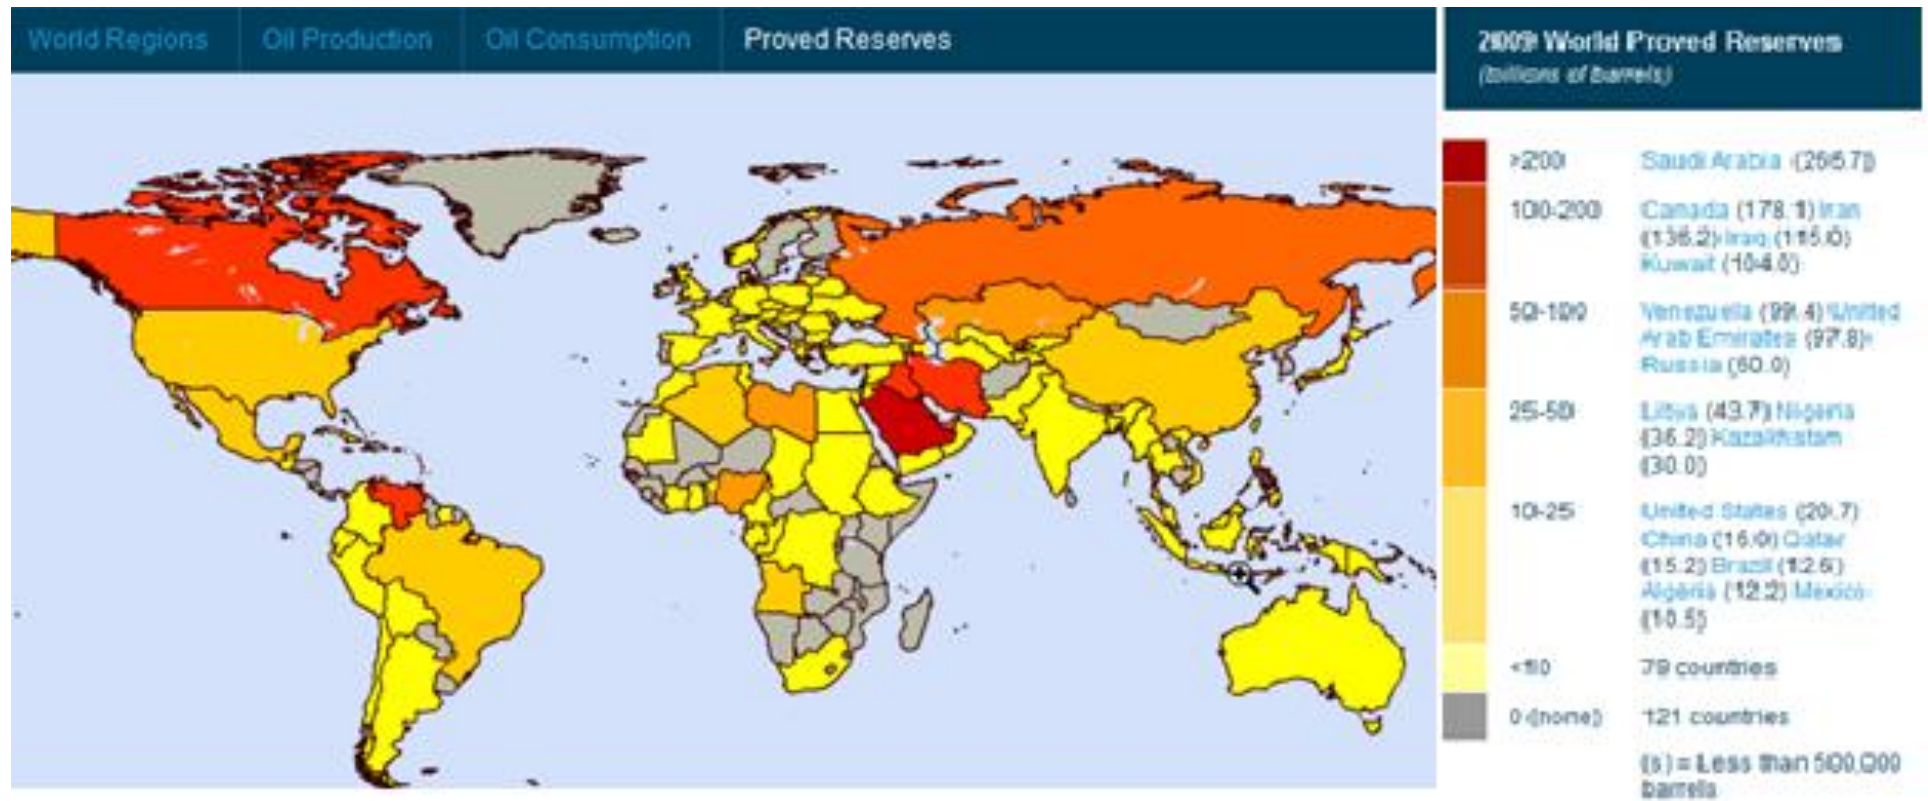 World Regions
Oil Production
Oil Consumption
Proved Reserves
2009 World Proved Reserves
(billions of barrels)
>200
Saudi Arabia (266.7)
100-200
Canada (178.1) Iran
(136.2) Iraq (115.0)
Kuwait (104.0)
50-100
Venezuela (99.4) United
Arab Emirates (97.8)
Russia (60.0)
25-50
Libya (43.7) Nigeria
(36.2) Kazakhstan
(30.0)
10-25
United States (20.7)
China (16.0) Qatar
(15.2) Brazil (12.6)
Algeria (12.2) Mexico
(10.5)
<10
79 countries
0 (none)
121 countries
(s) = Less than 500,000
barrels